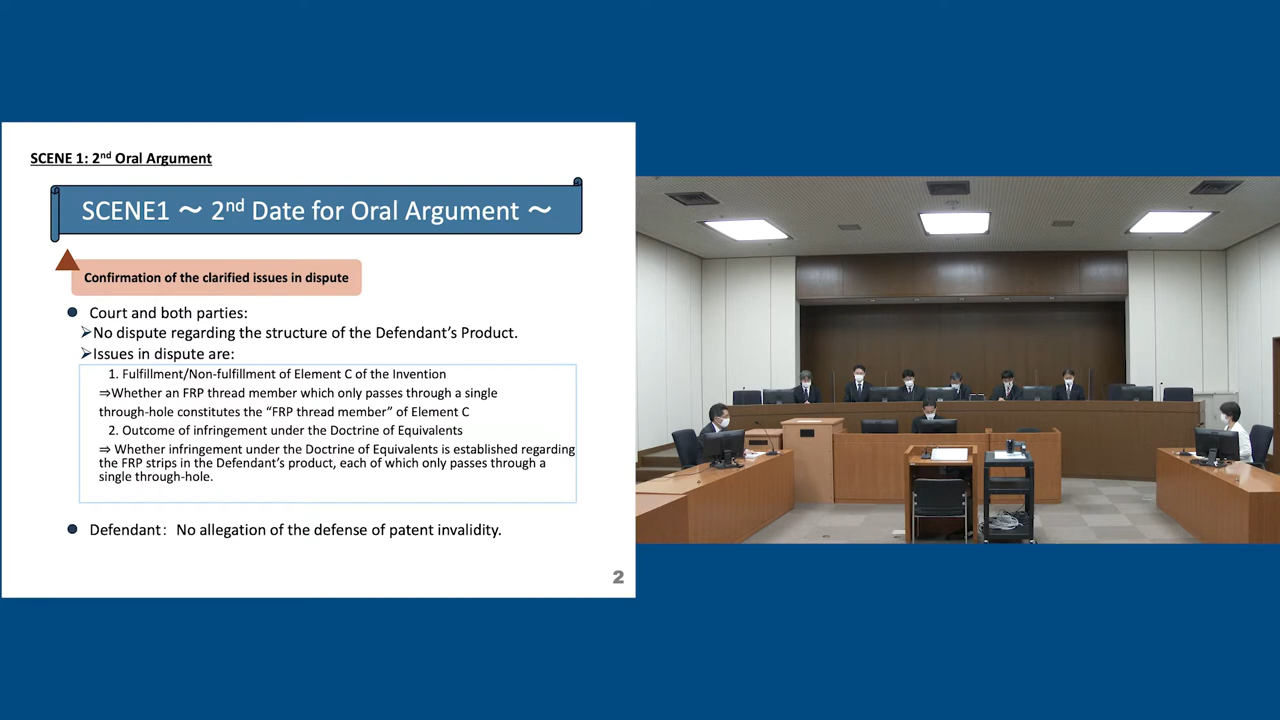 SCENE 1: 2nd Oral Argument
SCENE1 ～ 2nd Date for Oral Argument ～
Confirmation of the clarified issues in dispute
● Court and both parties:
➢No dispute regarding the structure of the Defendant’s Product.
➢Issues in dispute are:
1. Fulfillment/Non-fulfillment of Element C of the Invention
⇒Whether an FRP thread member which only passes through a single
through-hole constitutes the “FRP thread member” of Element C
2. Outcome of infringement under the Doctrine of Equivalents
⇒ Whether infringement under the Doctrine of Equivalents is established regarding
the FRP strips in the Defendant’s product, each of which only passes through a
single through-hole.
● Defendant： No allegation of the defense of patent invalidity.
2